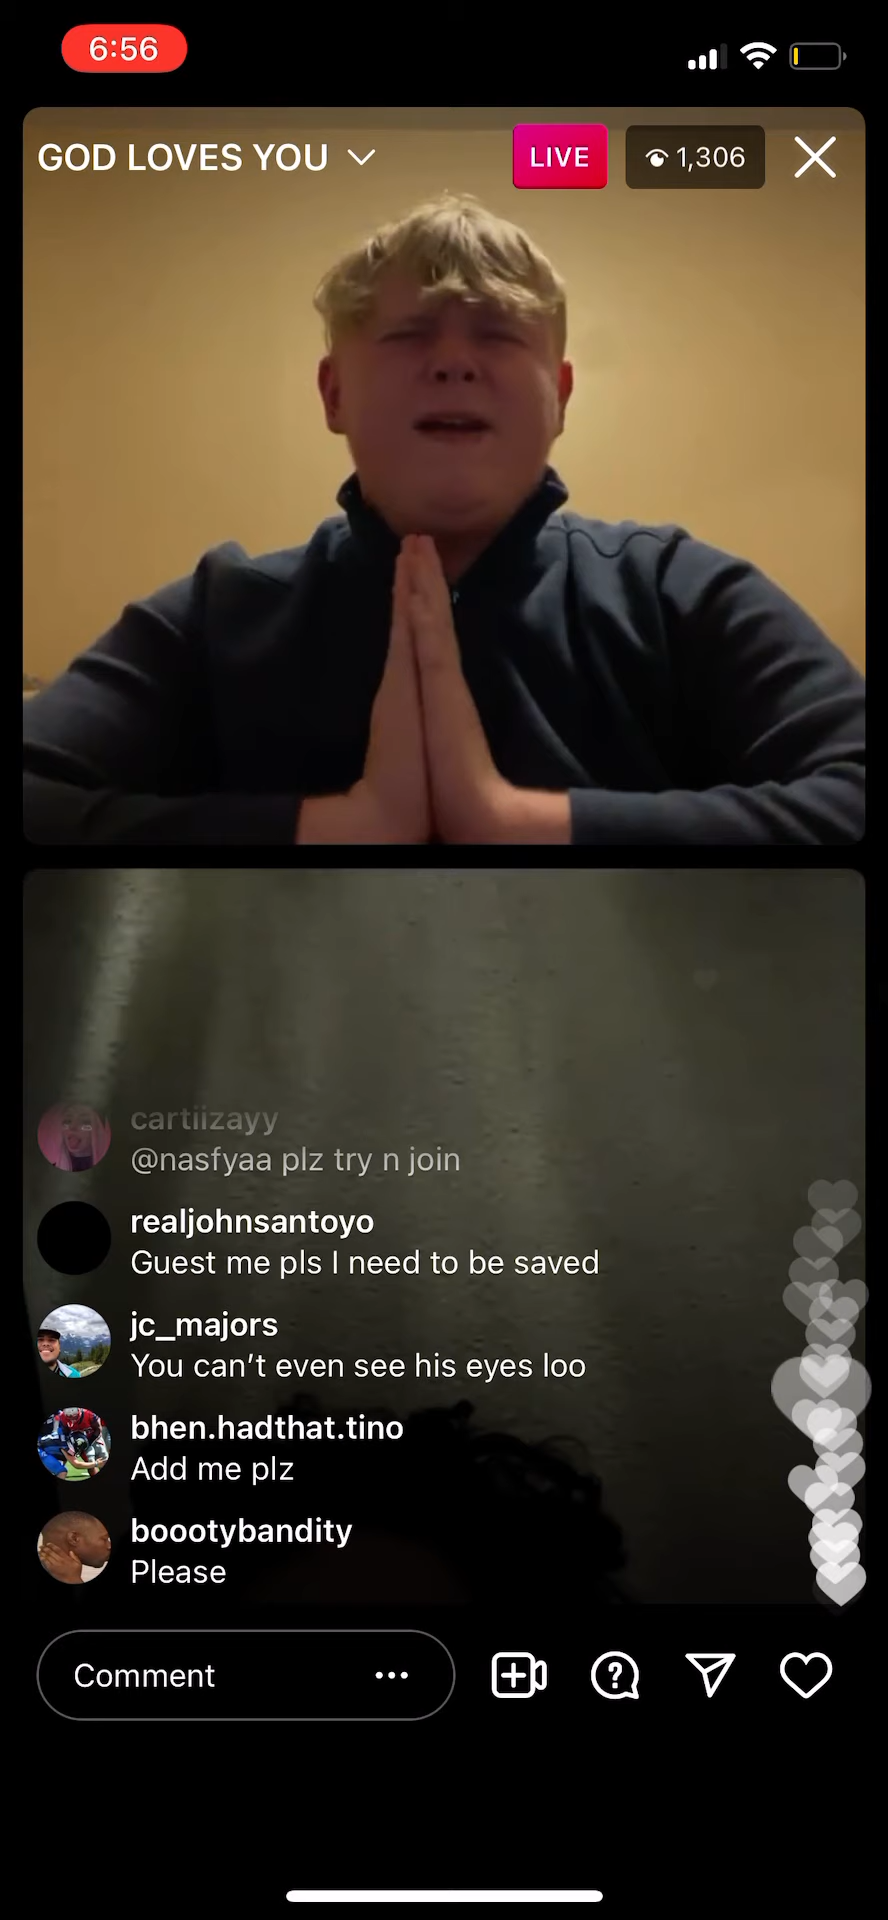 6:56
GOD LOVES YOU
LIVE
1,306
cartiizayy
@nasfyaa plz try n join
realjohnsantoyo
Guest me pls I need to be saved
jc_majors
You can't even see his eyes loo
bhen.hadthat.tino
Add me plz
boootybandity
Please
Comment